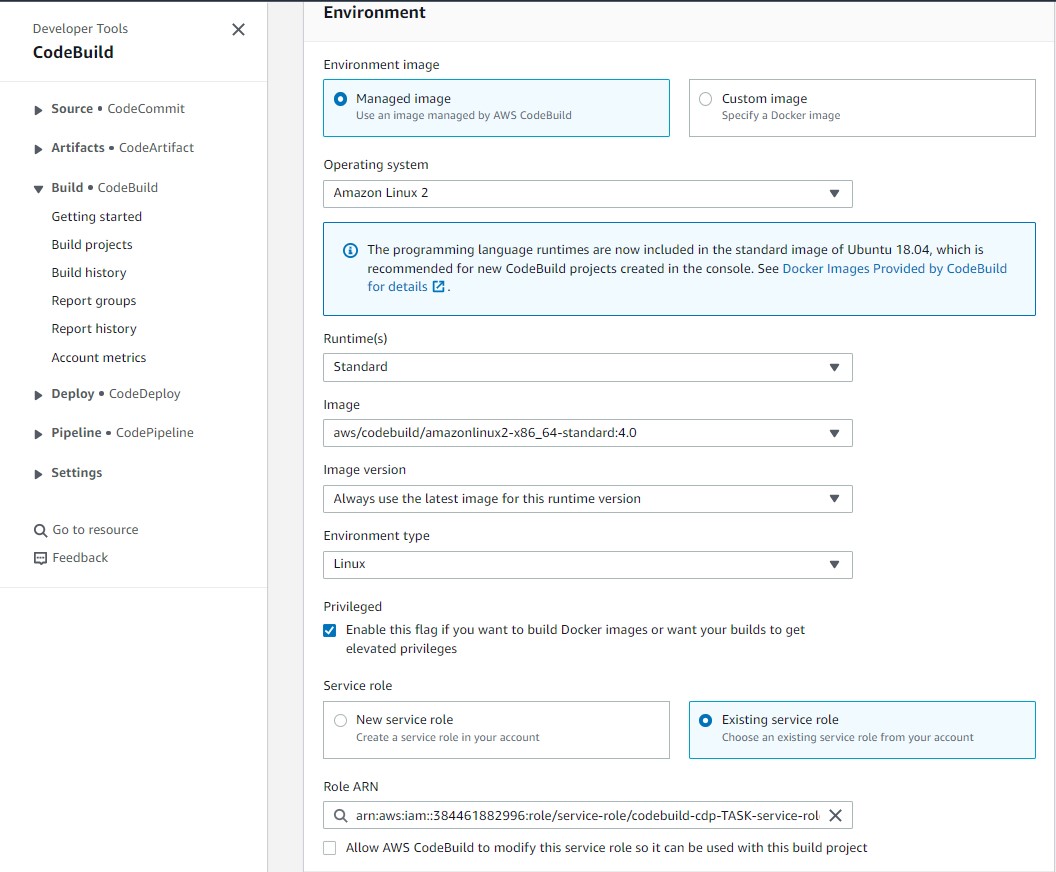 Developer Tools
CodeBuild
Source • CodeCommit
Artifacts • CodeArtifact
Build • CodeBuild
Getting started
Build projects
Build history
Report groups
Report history
Account metrics
Deploy • CodeDeploy
Pipeline • CodePipeline
Settings
Go to resource
Feedback
Environment
Environment image
Managed image
Use an image managed by AWS CodeBuild
Custom image
Specify a Docker image
Operating system
Amazon Linux 2
The programming language runtimes are now included in the standard image of Ubuntu 18.04, which is
recommended for new CodeBuild projects created in the console. See Docker Images Provided by CodeBuild
for details .
Runtime(s)
Standard
Image
aws/codebuild/amazonlinux2-x86_64-standard:4.0
Image version
Always use the latest image for this runtime version
Environment type
Linux
Privileged
Enable this flag if you want to build Docker images or want your builds to get
elevated privileges
Service role
New service role
Create a service role in your account
Existing service role
Choose an existing service role from your account
Role ARN
arn:aws:iam::384461882996:role/service-role/codebuild-cdp-TASK-service-rol
Allow AWS CodeBuild to modify this service role so it can be used with this build project